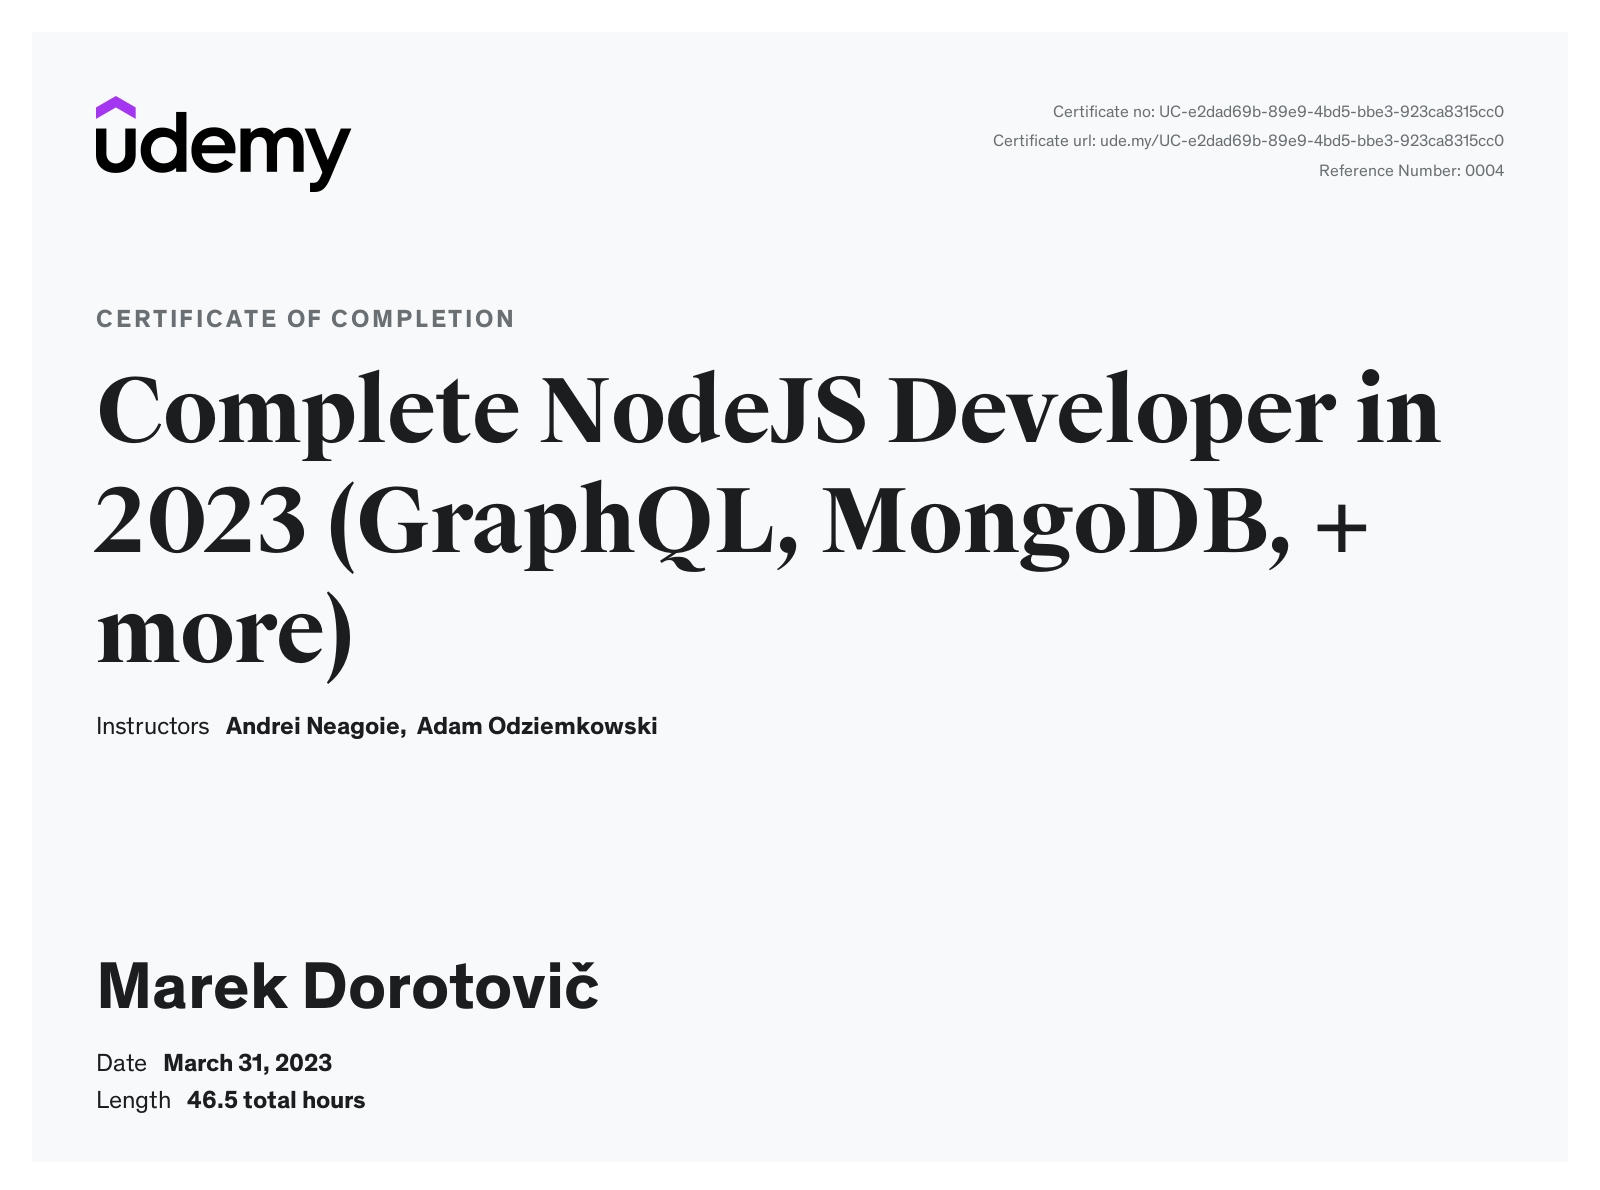 udemy
Certificate no: UC-e2dad69b-89e9-4bd5-bbe3-923ca8315cc0
Certificate url: ude.my/UC-e2dad69b-89e9-4bd5-bbe3-923ca8315cc0
Reference Number: 0004
CERTIFICATE OF COMPLETION
Complete NodeJS Developer in
2023 (GraphQL, MongoDB, +
more)
Instructors Andrei Neagoie, Adam Odziemkowski
Marek Dorotovič
Date March 31, 2023
Length 46.5 total hours